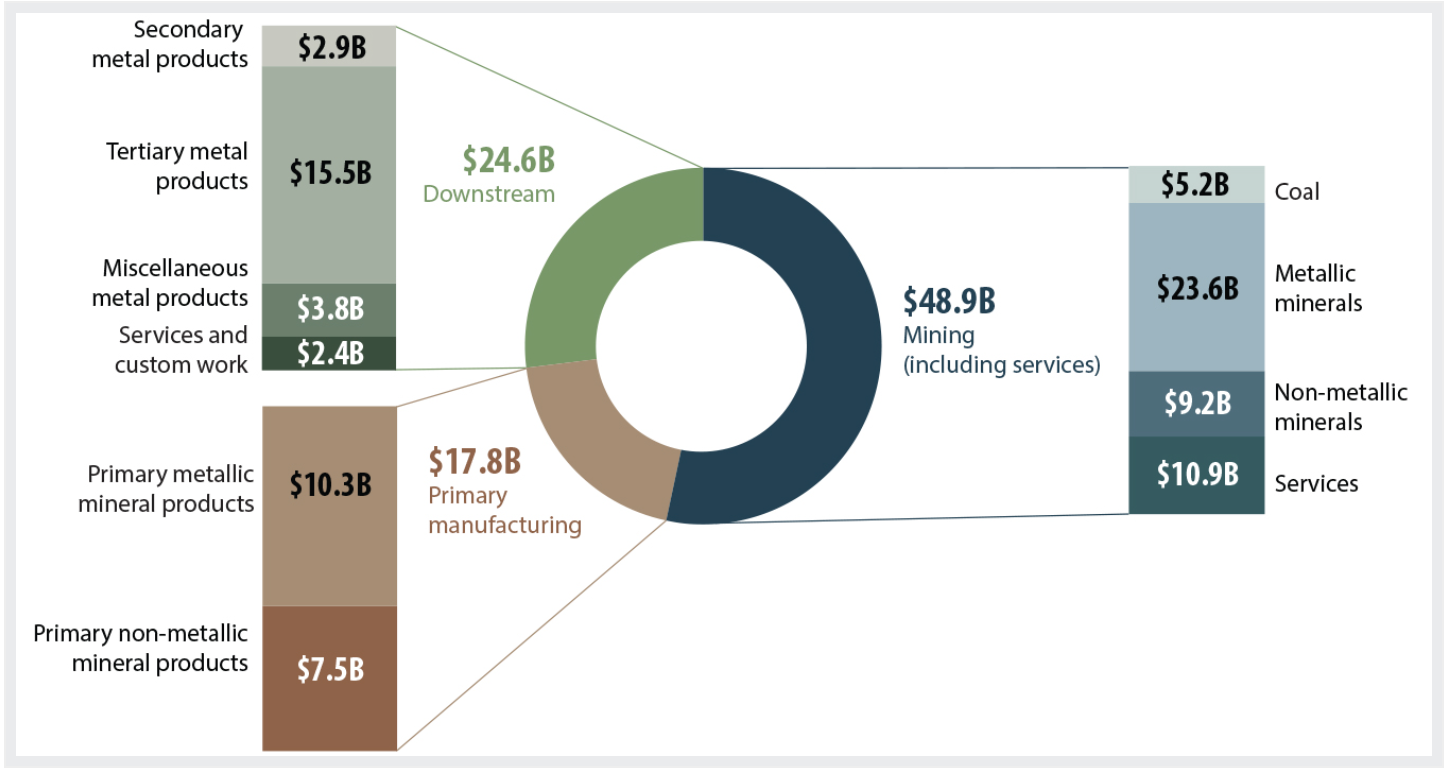 Secondary
metal products
$2.9B
Tertiary metal
products
$15.5B
Miscellaneous
metal products
$3.8B
Services and
custom work
$2.4B
$24.6B
Downstream
Primary metallic
mineral products
$10.3B
Primary non-metallic
mineral products
$7.5B
$17.8B
Primary
manufacturing
$48.9B
Mining
(including services)
$5.2B
Coal
$23.6B
Metallic
minerals
$9.2B
Non-metallic
minerals
$10.9B
Services